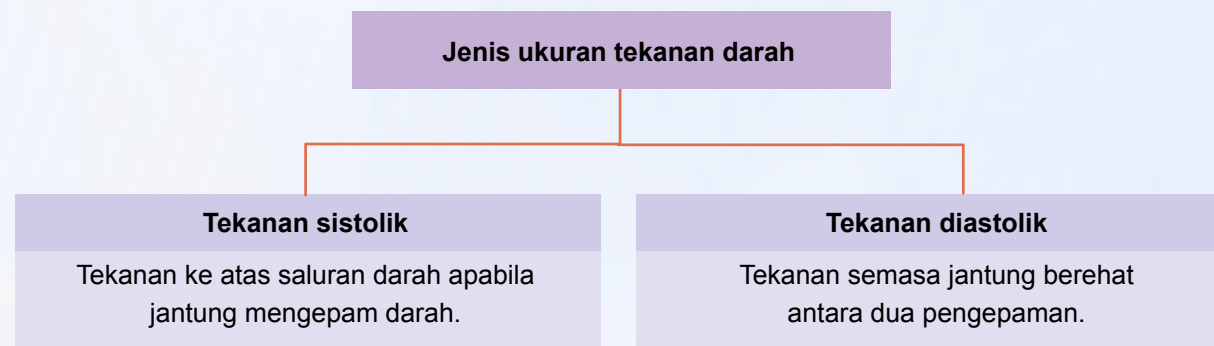 Jenis ukuran tekanan darah
Tekanan sistolik
Tekanan ke atas saluran darah apabila
jantung mengepam darah.
Tekanan diastolik
Tekanan semasa jantung berehat
antara dua pengepaman.